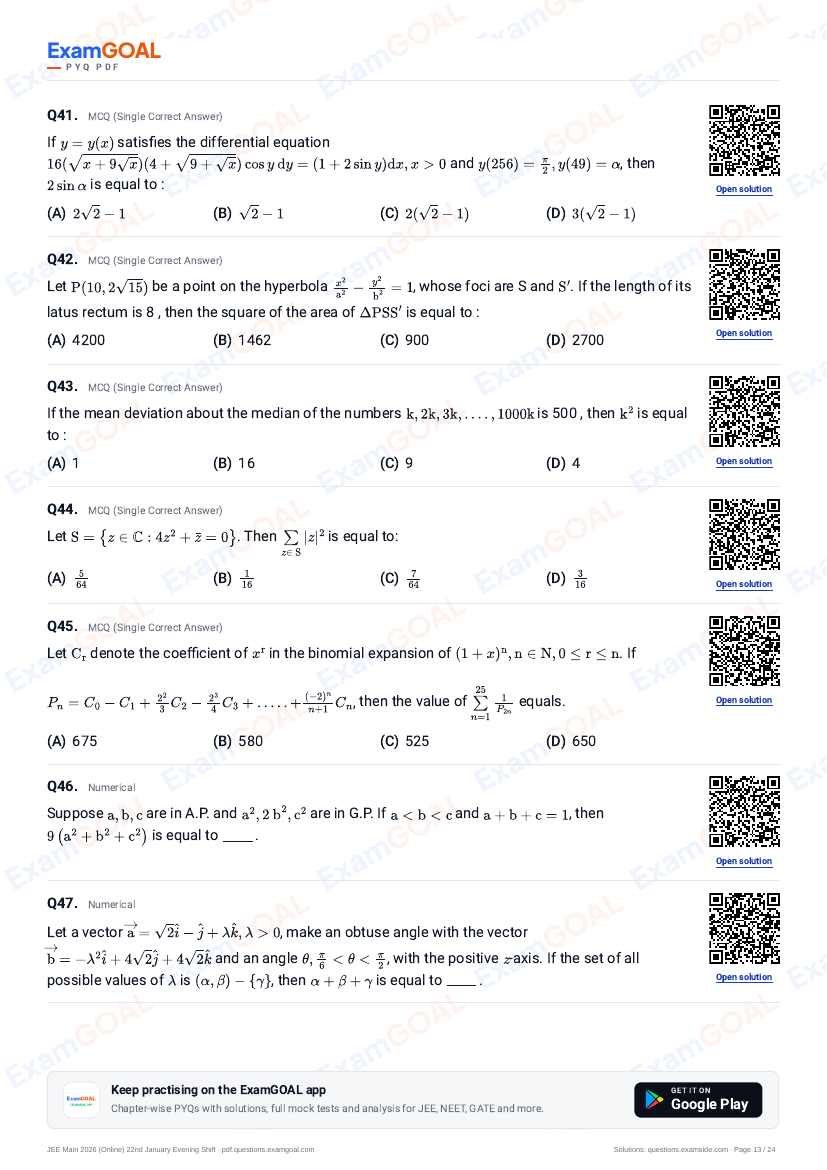 ExamGOAL
PYQ PDF
Q41. MCQ (Single Correct Answer)
If y = y(x) satisfies the differential equation
16(√(x + 9√x))(4 + √(9 + √x)) cos y dy = (1 + 2 sin y)dx, x > 0 and y(256) = π/2, y(49) = α, then
2 sin α is equal to :
(A) 2√2 − 1 (B) √2 − 1 (C) 2(√2 − 1) (D) 3(√2 − 1)
Open solution
Q42. MCQ (Single Correct Answer)
Let P(10, 2√15) be a point on the hyperbola x²/a² − y²/b² = 1, whose foci are S and S′. If the length of its
latus rectum is 8 , then the square of the area of ΔPSS′ is equal to :
(A) 4200 (B) 1462 (C) 900 (D) 2700
Open solution
Q43. MCQ (Single Correct Answer)
If the mean deviation about the median of the numbers k, 2k, 3k, . . . . , 1000k is 500 , then k² is equal
to :
(A) 1 (B) 16 (C) 9 (D) 4
Open solution
Q44. MCQ (Single Correct Answer)
Let S = {z ∈ ℂ : 4z² + z̄ = 0}. Then ∑_{z∈S} |z|² is equal to:
(A) 5/64 (B) 1/16 (C) 7/64 (D) 3/16
Open solution
Q45. MCQ (Single Correct Answer)
Let C_r denote the coefficient of x^r in the binomial expansion of (1 + x)^n, n ∈ N, 0 ≤ r ≤ n. If
P_n = C_0 − C_1 + 2²/3 C_2 − 2³/4 C_3 + . . . . . + (−2)^n/(n+1) C_n, then the value of ∑_{n=1}^{25} 1/P_{2n} equals.
(A) 675 (B) 580 (C) 525 (D) 650
Open solution
Q46. Numerical
Suppose a, b, c are in A.P. and a², 2 b², c² are in G.P. If a < b < c and a + b + c = 1, then
9 (a² + b² + c²) is equal to ____ .
Open solution
Q47. Numerical
Let a vector a⃗ = √2î − ĵ + λk̂, λ > 0, make an obtuse angle with the vector
b⃗ = −λ²î + 4√2ĵ + 4√2k̂ and an angle θ, π/6 < θ < π/2, with the positive z-axis. If the set of all
possible values of λ is (α, β) − {γ}, then α + β + γ is equal to ____ .
Open solution
Keep practising on the ExamGOAL app
Chapter-wise PYQs with solutions, full mock tests and analysis for JEE, NEET, GATE and more.
GET IT ON
Google Play
JEE Main 2026 (Online) 22nd January Evening Shift · pdf.questions.examgoal.com
Solutions: questions.examside.com · Page 13 / 24